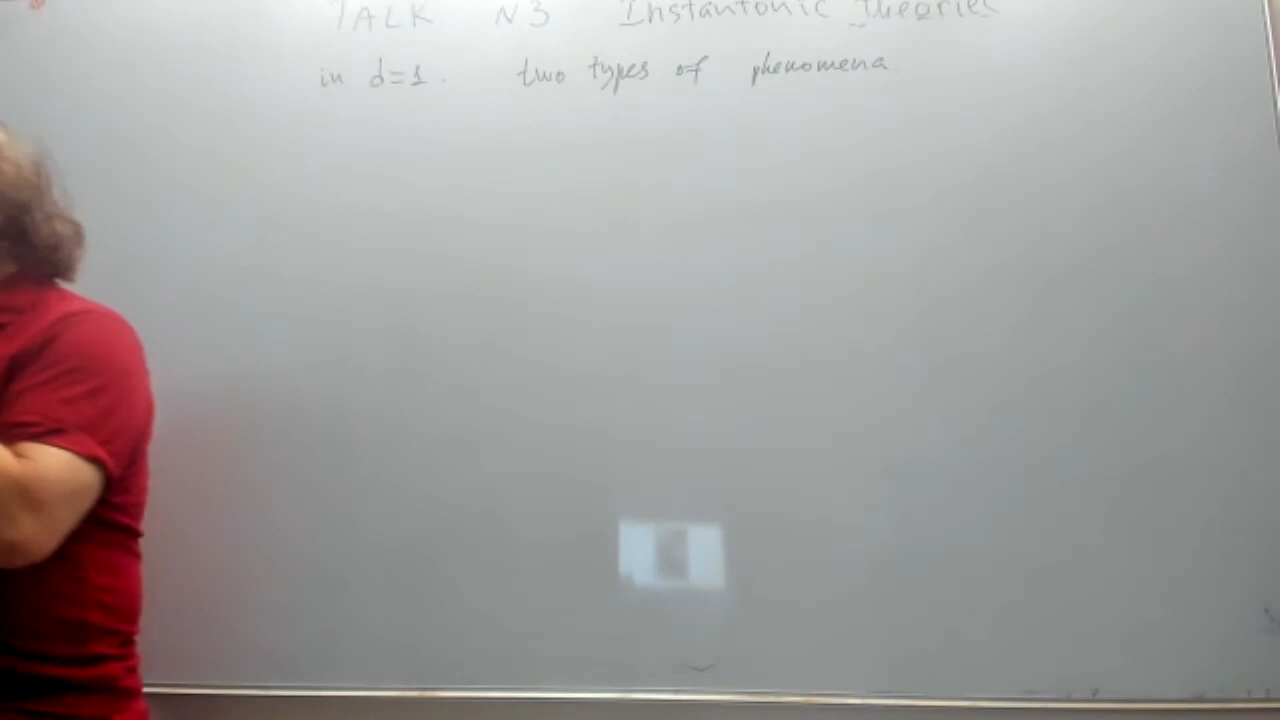 TALK N3 Instantonic Theories
in d=1. two types of phenomena